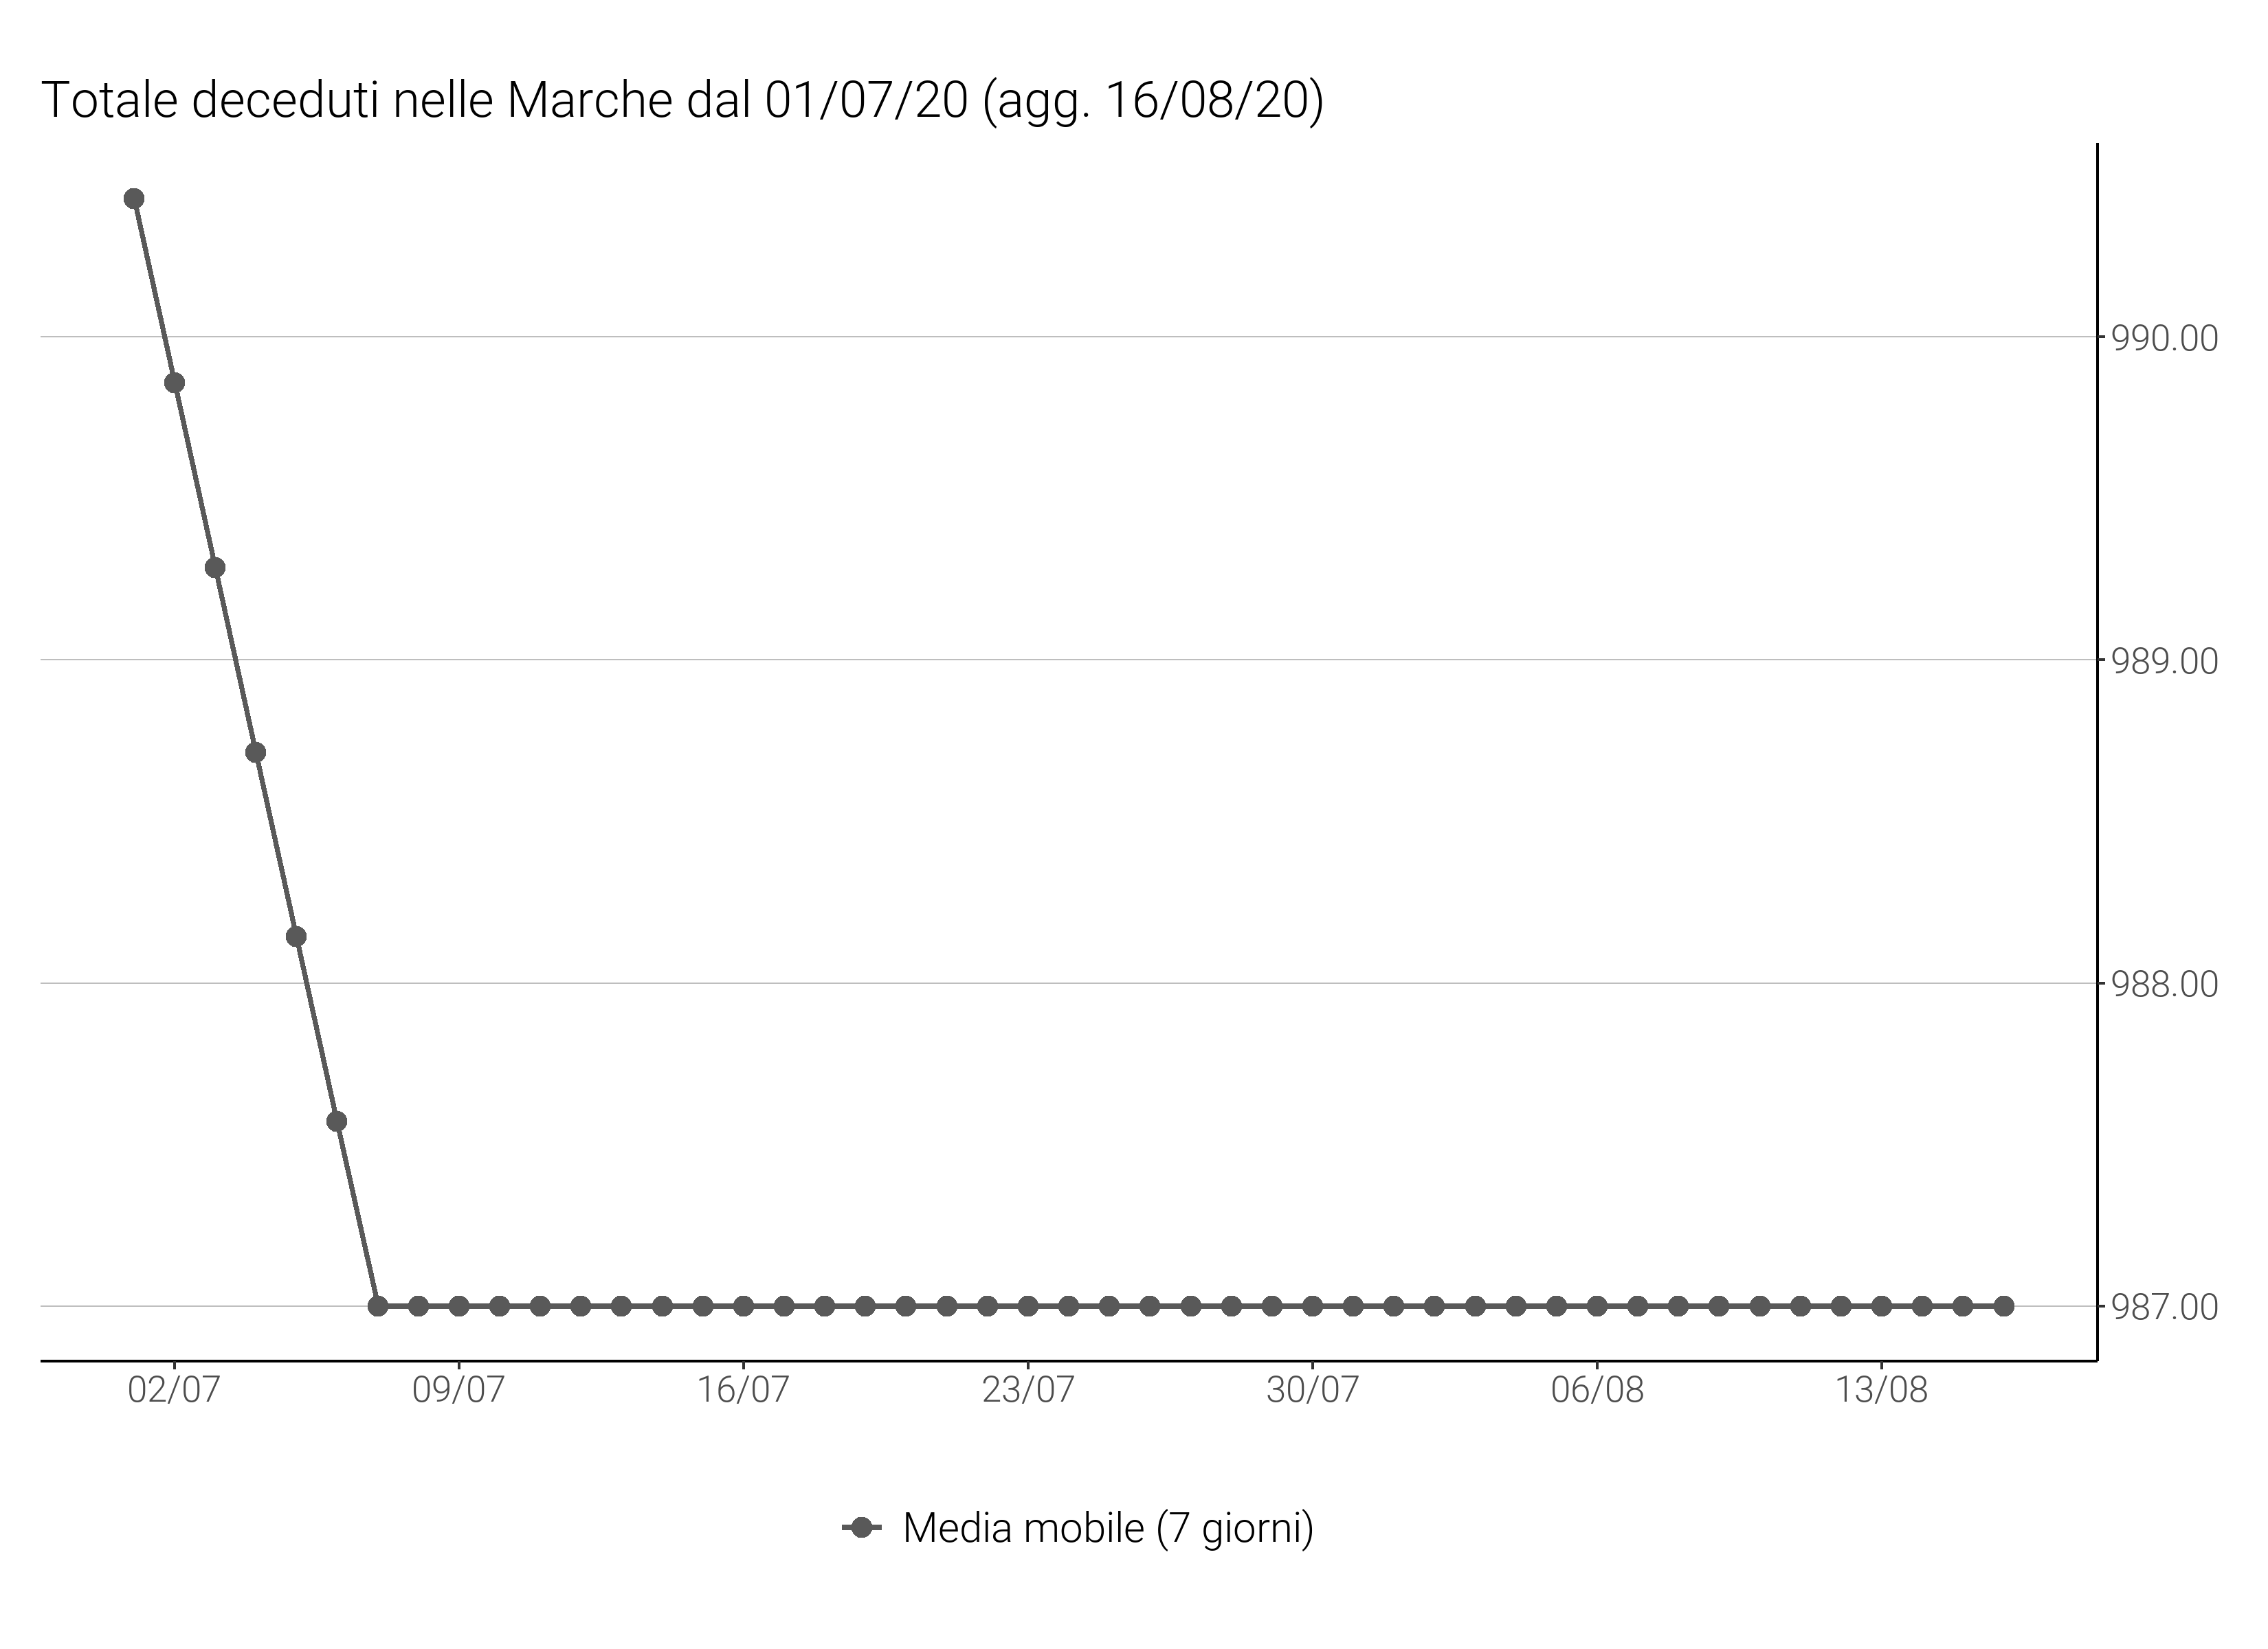 Totale deceduti nelle Marche dal 01/07/20 (agg. 16/08/20)
990.00
989.00
988.00
987.00
02/07 09/07 16/07 23/07 30/07 06/08 13/08
Media mobile (7 giorni)